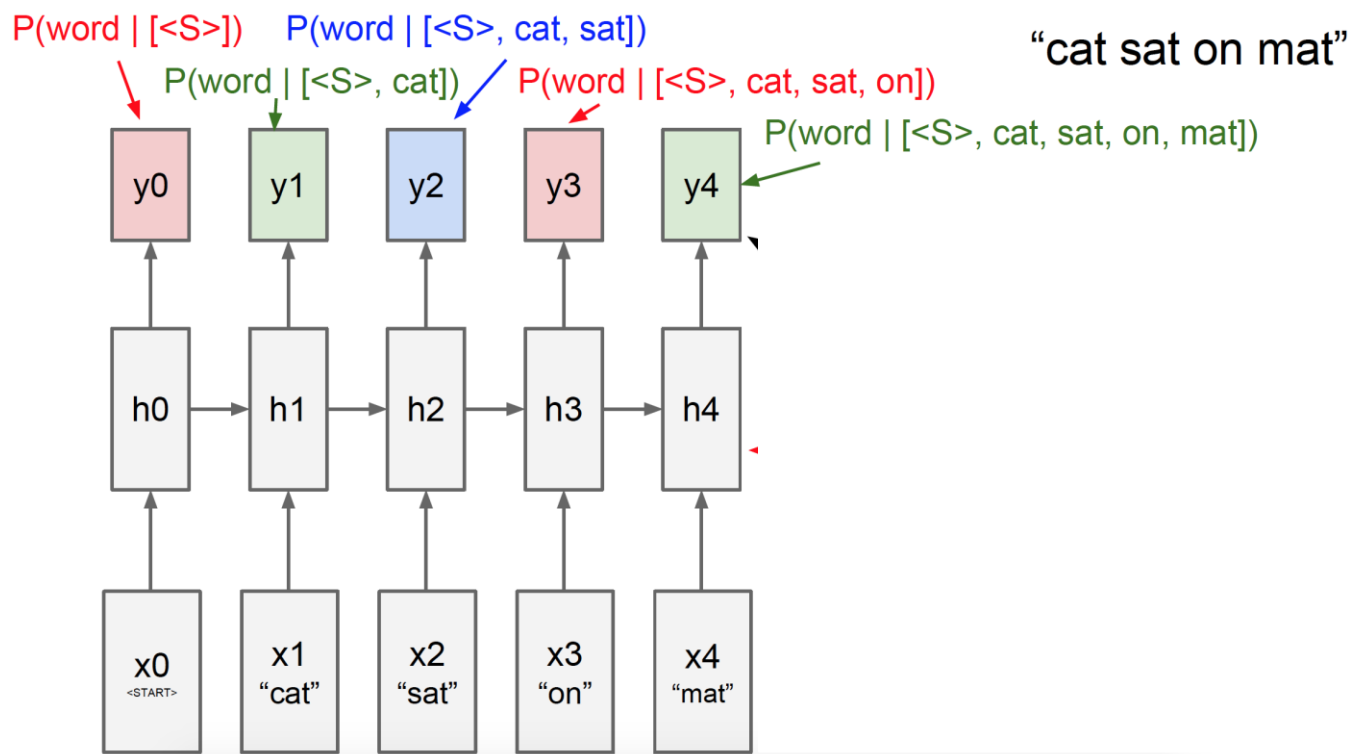 P(word | [<S>])
P(word | [<S>, cat, sat])
“cat sat on mat”
P(word | [<S>, cat])
P(word | [<S>, cat, sat, on])
P(word | [<S>, cat, sat, on, mat])
y0
y1
y2
y3
y4
h0
h1
h2
h3
h4
x0
<START>
x1
“cat”
x2
“sat”
x3
“on”
x4
“mat”